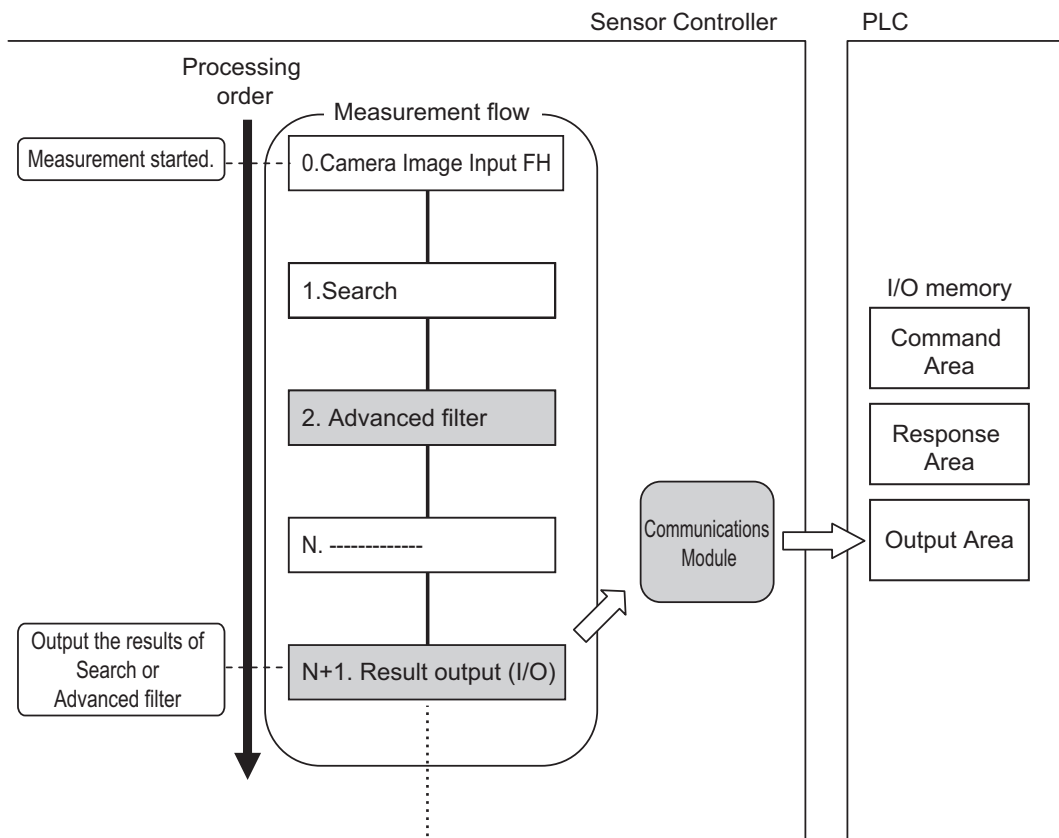 Sensor Controller
PLC
Processing
order
Measurement flow
Measurement started.
0.Camera Image Input FH
1.Search
2. Advanced filter
N. -------------
Output the results of
Search or
Advanced filter
N+1. Result output (I/O)
Communications
Module
I/O memory
Command
Area
Response
Area
Output Area